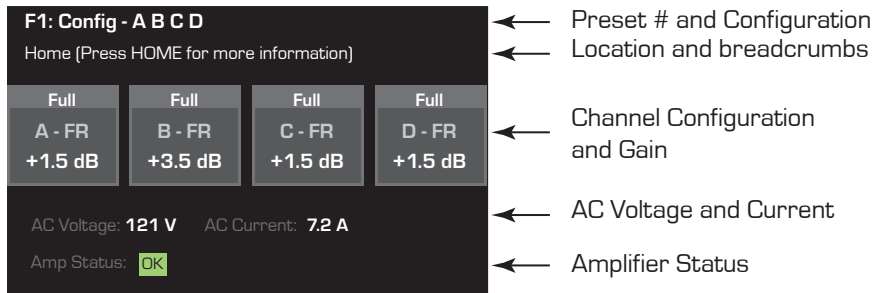 F1: Config - A B C D
Preset # and Configuration
Home (Press HOME for more information)
Location and breadcrumbs
Full Full Full Full
A - FR B - FR C - FR D - FR
+1.5 dB +3.5 dB +1.5 dB +1.5 dB
Channel Configuration
and Gain
AC Voltage: 121 V AC Current: 7.2 A
AC Voltage and Current
Amp Status: OK
Amplifier Status